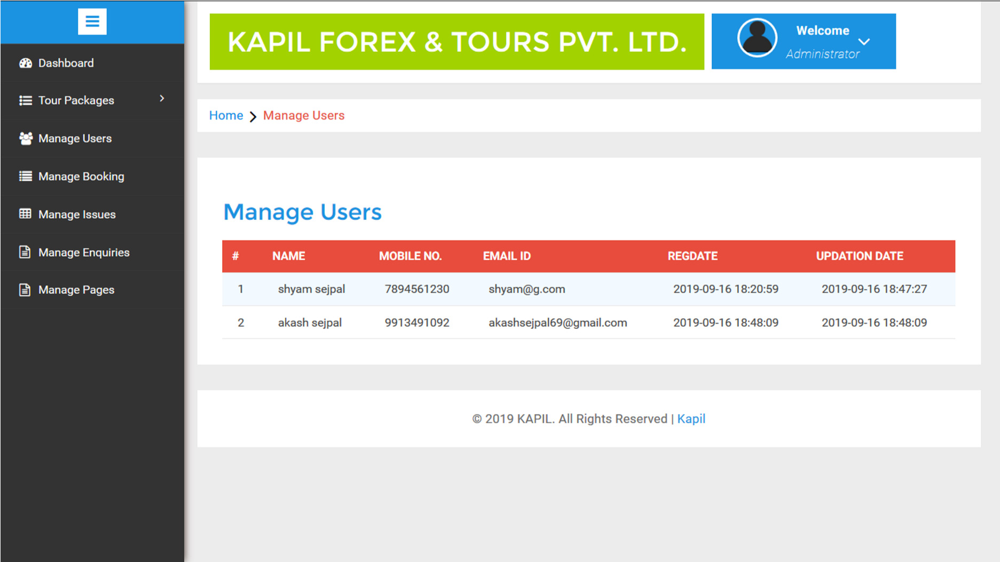 KAPIL FOREX & TOURS PVT. LTD.
Welcome
Administrator
Dashboard
Tour Packages
Manage Users
Manage Booking
Manage Issues
Manage Enquiries
Manage Pages
Home > Manage Users
Manage Users
# NAME MOBILE NO. EMAIL ID REGDATE UPDATION DATE
1 shyam sejpal 7894561230 shyam@g.com 2019-09-16 18:20:59 2019-09-16 18:47:27
2 akash sejpal 9913491092 akashsejpal69@gmail.com 2019-09-16 18:48:09 2019-09-16 18:48:09
© 2019 KAPIL. All Rights Reserved | Kapil